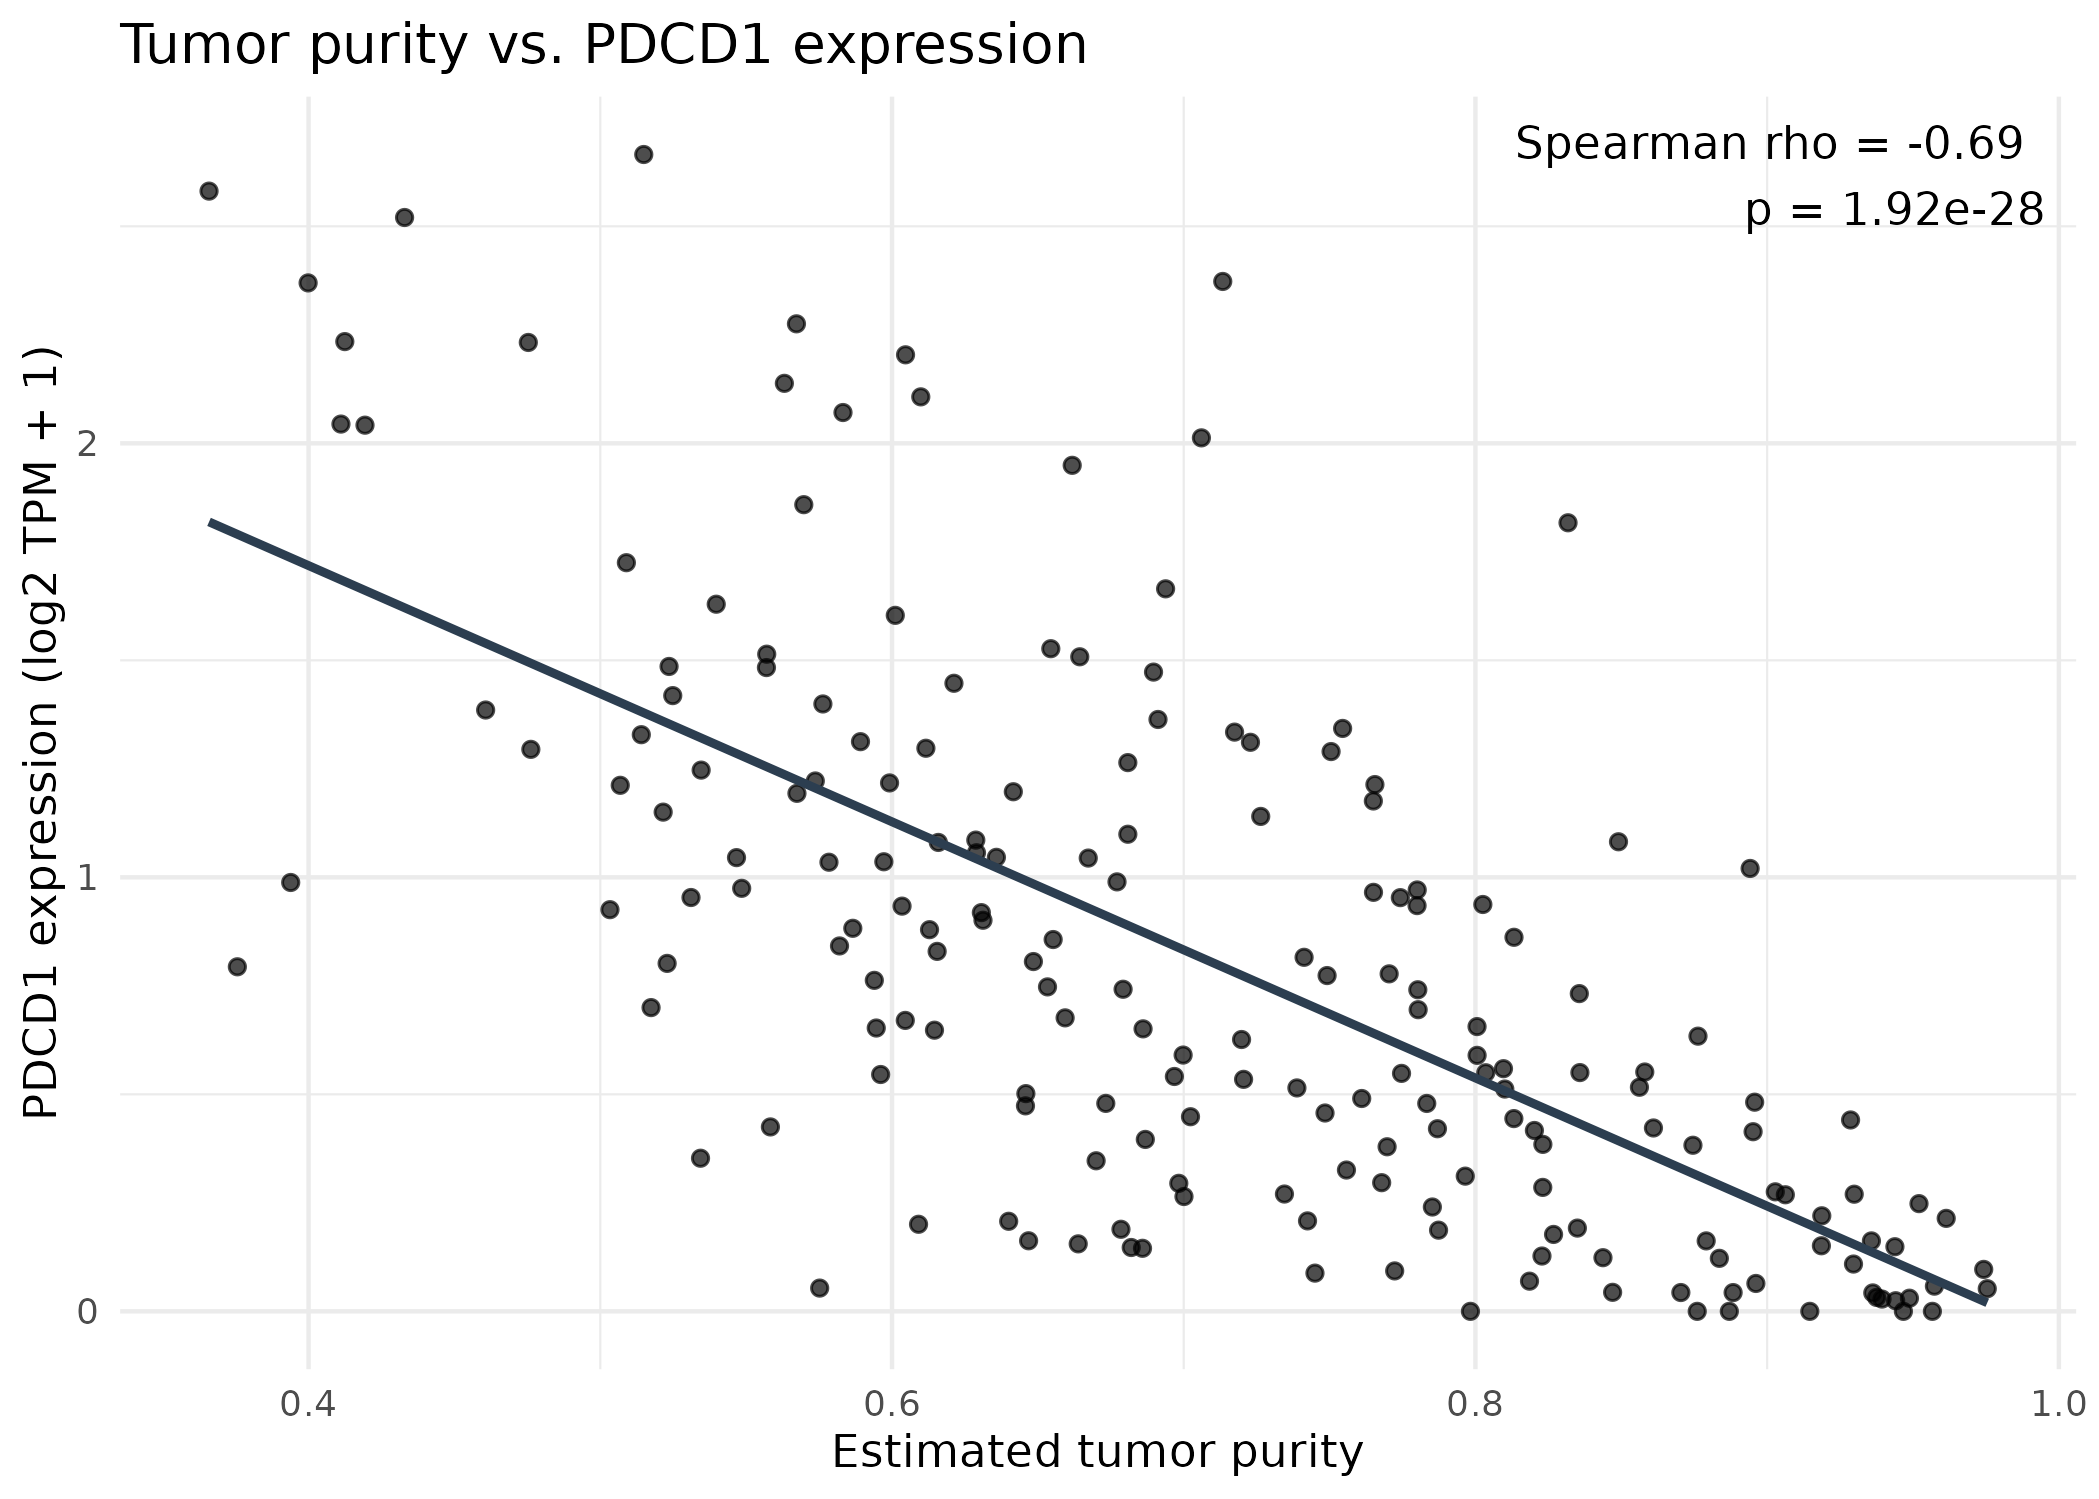 Tumor purity vs. PDCD1 expression
Spearman rho = -0.69
p = 1.92e-28
PDCD1 expression (log2 TPM + 1)
2
1
0
0.4
0.6
0.8
1.0
Estimated tumor purity